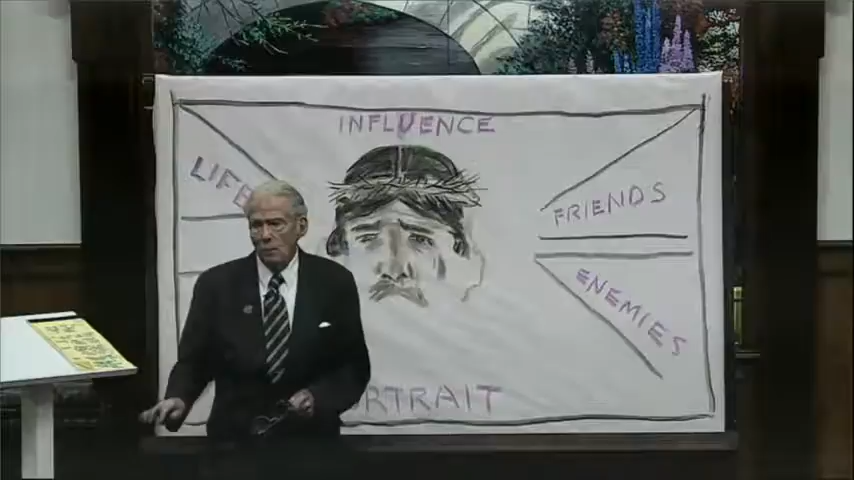 INFLUENCE
LIFE
FRIENDS
ENEMIES
RTRAIT